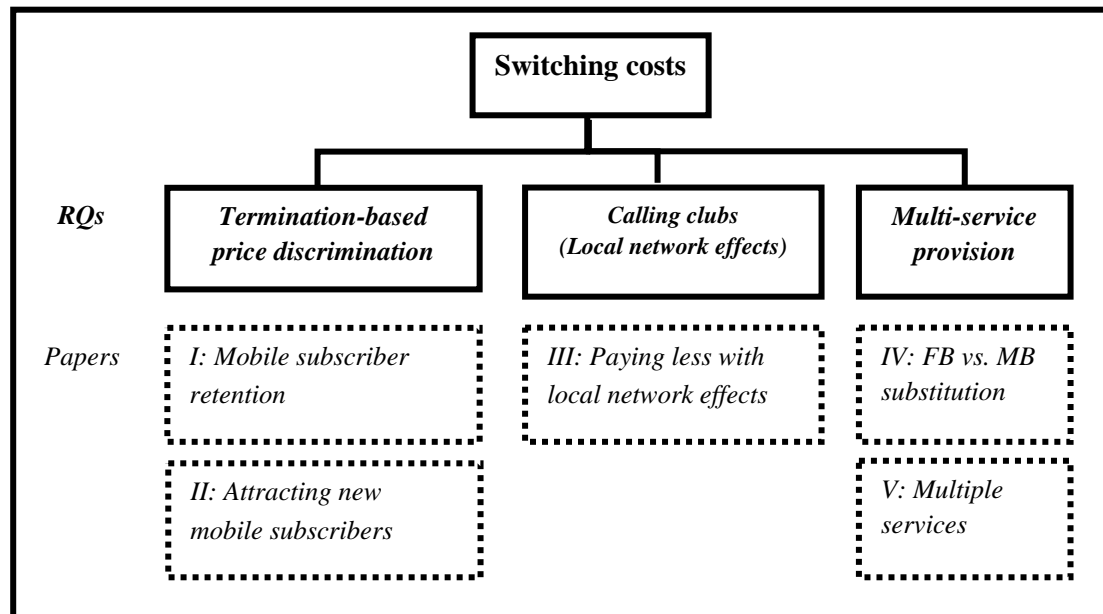 Switching costs
RQs
Termination-based
price discrimination
Calling clubs
(Local network effects)
Multi-service
provision
Papers
I: Mobile subscriber
retention
III: Paying less with
local network effects
IV: FB vs. MB
substitution
II: Attracting new
mobile subscribers
V: Multiple
services